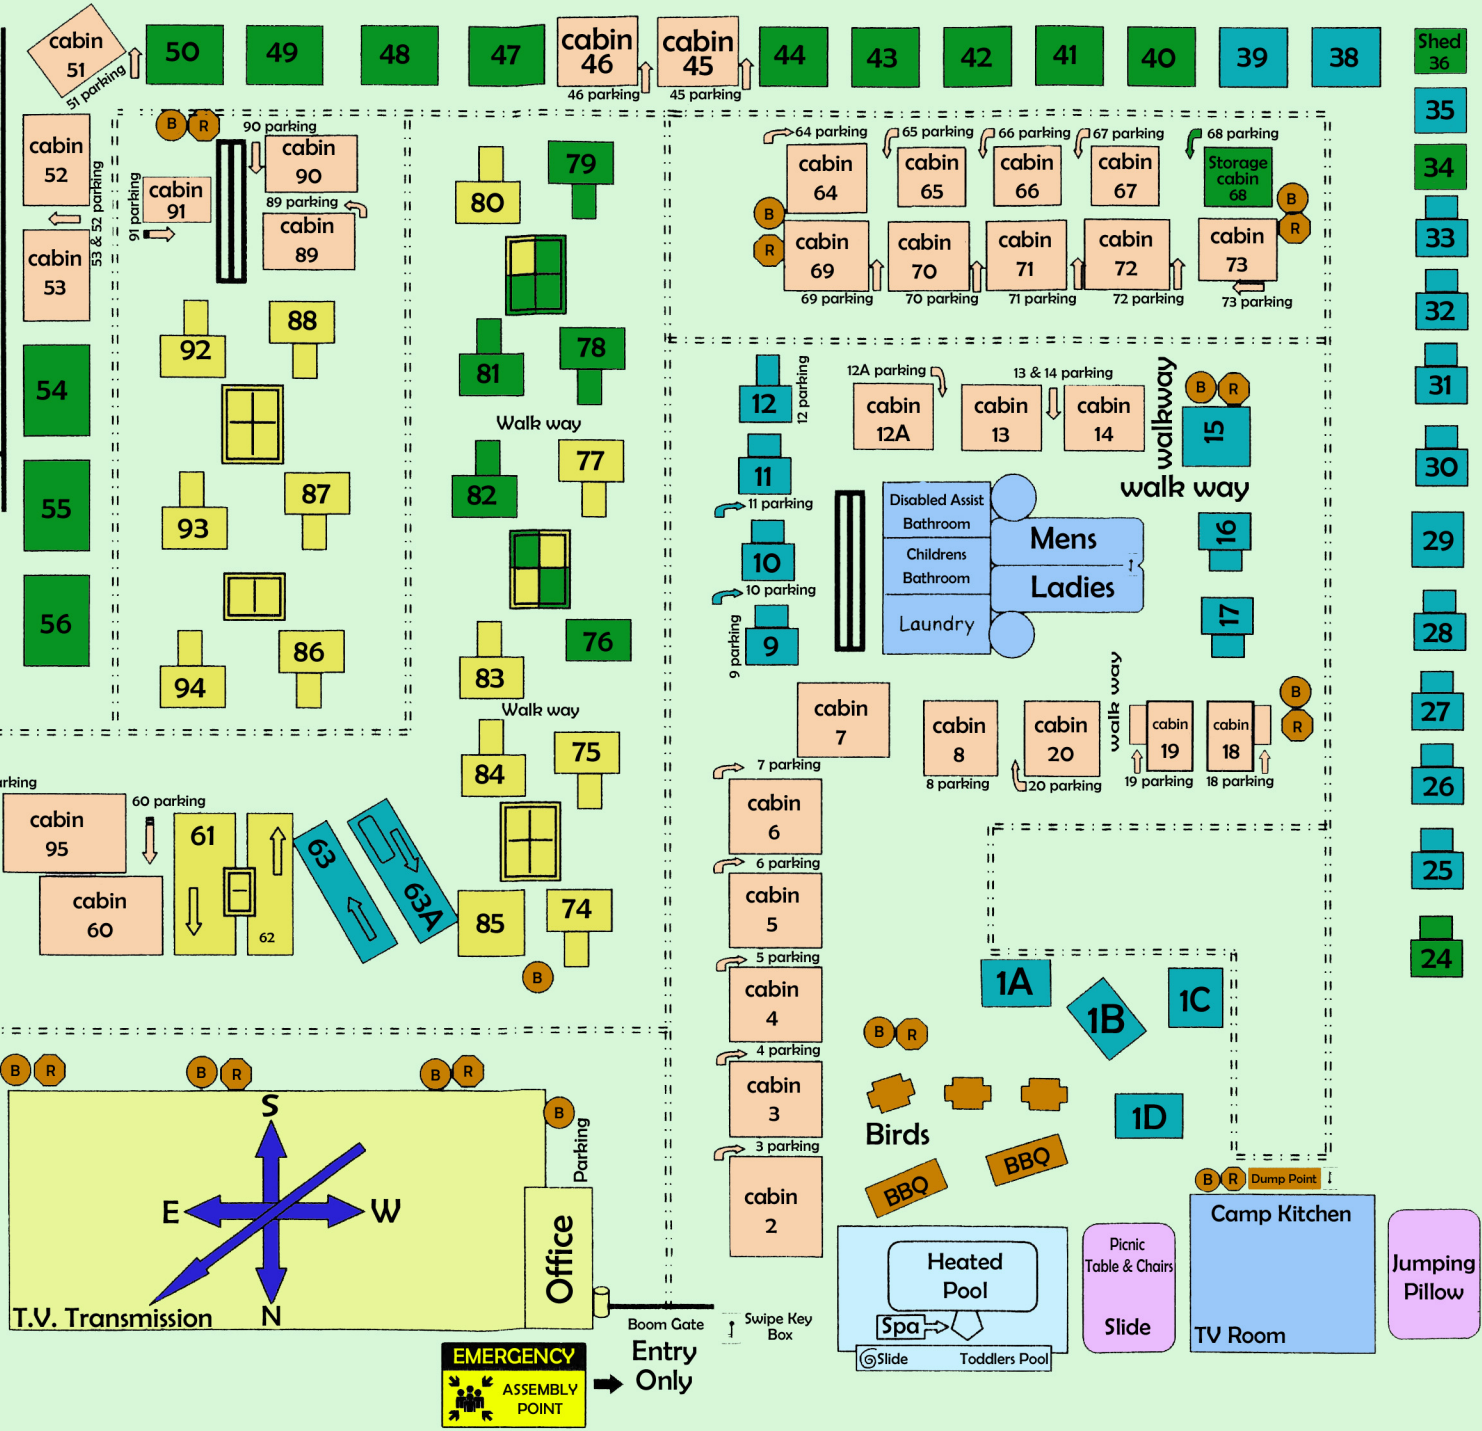 cabin
51
51 parking
50
49
48
47
cabin
46
46 parking
cabin
45
45 parking
44
43
42
41
40
39
38
Shed
36
35
34
33
32
31
30
29
28
27
26
25
24
cabin
52
53 & 52 parking
cabin
53
54
55
56
B
R
90 parking
cabin
90
cabin
91
91 parking
89 parking
cabin
89
92
88
93
87
94
86
80
79
81
78
Walk way
82
77
76
83
Walk way
84
75
85
74
B
64 parking
65 parking
66 parking
67 parking
68 parking
cabin
64
cabin
65
cabin
66
cabin
67
Storage
cabin
68
B
R
B
R
cabin
69
cabin
70
cabin
71
cabin
72
cabin
73
69 parking
70 parking
71 parking
72 parking
73 parking
12
12 parking
12A parking
13 & 14 parking
cabin
12A
cabin
13
cabin
14
walkway
B
R
15
walk way
11
11 parking
10
10 parking
9
9 parking
Disabled Assist
Bathroom
Childrens
Bathroom
Laundry
Mens
Ladies
16
17
cabin
7
7 parking
cabin
8
8 parking
cabin
20
20 parking
walk way
cabin
19
19 parking
cabin
18
18 parking
B
R
rking
cabin
95
60 parking
cabin
60
61
62
63
63A
cabin
6
6 parking
cabin
5
5 parking
cabin
4
4 parking
cabin
3
3 parking
cabin
2
1A
1B
1C
1D
B
R
Birds
BBQ
BBQ
B
R
Dump Point
B
R
B
R
B
R
B
Parking
S
E
W
N
T.V. Transmission
Office
Boom Gate
Entry
Only
Swipe Key
Box
EMERGENCY
ASSEMBLY
POINT
Heated
Pool
Spa
Slide
Toddlers Pool
Picnic
Table & Chairs
Slide
Camp Kitchen
TV Room
Jumping
Pillow